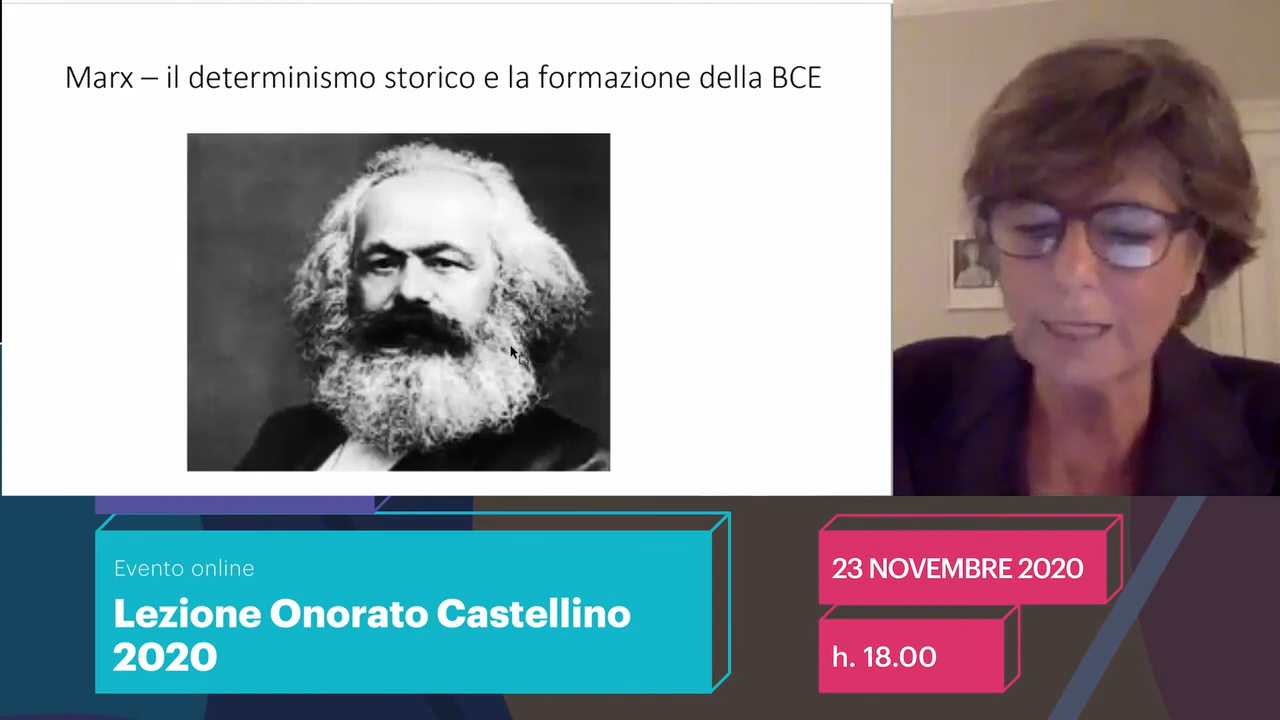 Marx – il determinismo storico e la formazione della BCE
Evento online
Lezione Onorato Castellino
2020
23 NOVEMBRE 2020
h. 18.00